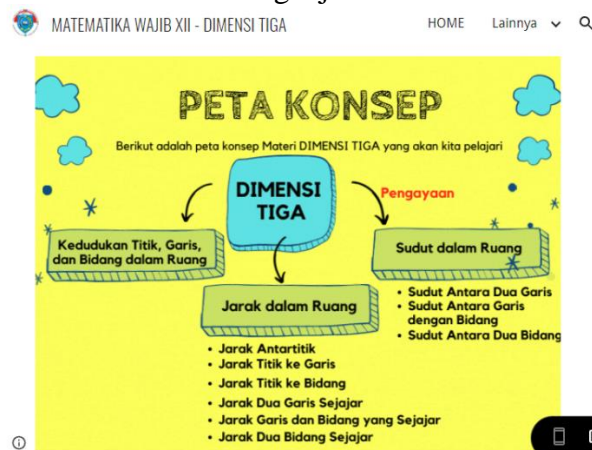 MATEMATIKA WAJIB XII - DIMENSI TIGA
HOME Lainnya
PETA KONSEP
Berikut adalah peta konsep Materi DIMENSI TIGA yang akan kita pelajari
DIMENSI
TIGA
Pengayaan
Kedudukan Titik, Garis,
dan Bidang dalam Ruang
Jarak dalam Ruang
• Jarak Antartitik
• Jarak Titik ke Garis
• Jarak Titik ke Bidang
• Jarak Dua Garis Sejajar
• Jarak Garis dan Bidang yang Sejajar
• Jarak Dua Bidang Sejajar
Sudut dalam Ruang
• Sudut Antara Dua Garis
• Sudut Antara Garis
dengan Bidang
• Sudut Antara Dua Bidang